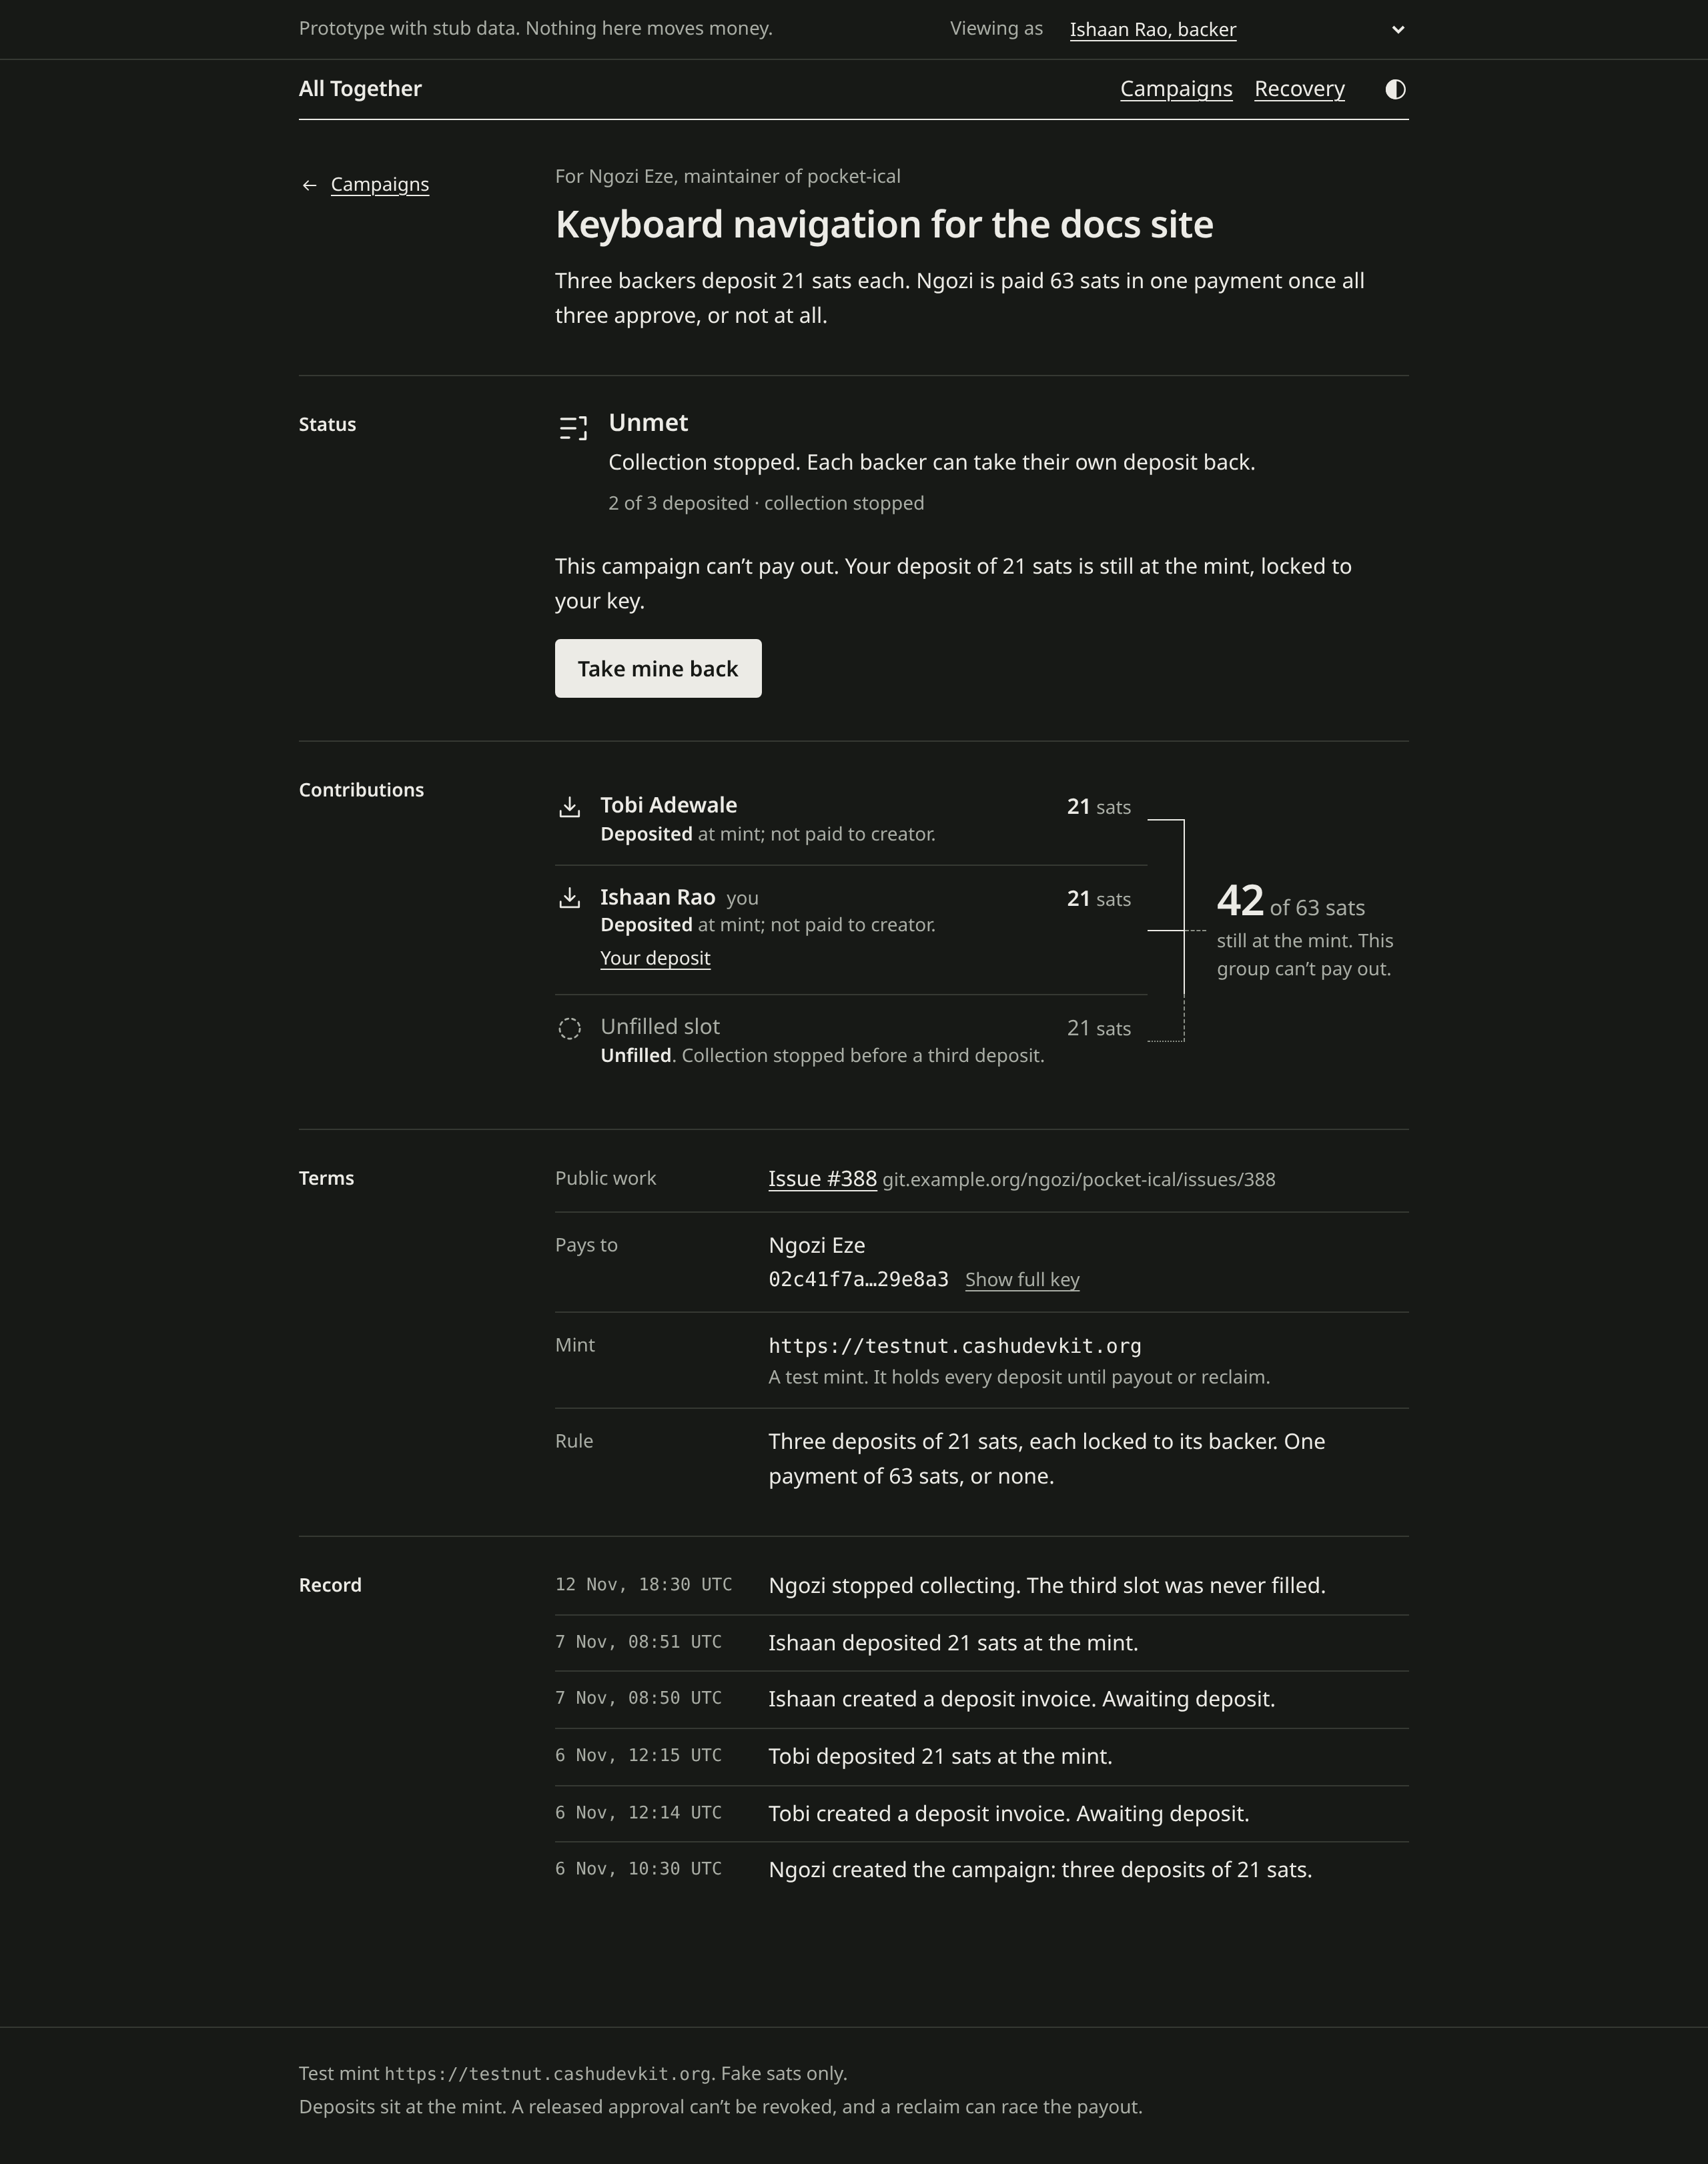 Prototype with stub data. Nothing here moves money.
Viewing as Ishaan Rao, backer
All Together
Campaigns Recovery
← Campaigns
For Ngozi Eze, maintainer of pocket-ical
Keyboard navigation for the docs site
Three backers deposit 21 sats each. Ngozi is paid 63 sats in one payment once all
three approve, or not at all.
Status
Unmet
Collection stopped. Each backer can take their own deposit back.
2 of 3 deposited · collection stopped
This campaign can’t pay out. Your deposit of 21 sats is still at the mint, locked to
your key.
Take mine back
Contributions
Tobi Adewale 21 sats
Deposited at mint; not paid to creator.
Ishaan Rao you 21 sats
Deposited at mint; not paid to creator.
Your deposit
42 of 63 sats
still at the mint. This
group can’t pay out.
Unfilled slot 21 sats
Unfilled. Collection stopped before a third deposit.
Terms
Public work Issue #388 git.example.org/ngozi/pocket-ical/issues/388
Pays to Ngozi Eze
02c41f7a…29e8a3 Show full key
Mint https://testnut.cashudevkit.org
A test mint. It holds every deposit until payout or reclaim.
Rule Three deposits of 21 sats, each locked to its backer. One
payment of 63 sats, or none.
Record
12 Nov, 18:30 UTC Ngozi stopped collecting. The third slot was never filled.
7 Nov, 08:51 UTC Ishaan deposited 21 sats at the mint.
7 Nov, 08:50 UTC Ishaan created a deposit invoice. Awaiting deposit.
6 Nov, 12:15 UTC Tobi deposited 21 sats at the mint.
6 Nov, 12:14 UTC Tobi created a deposit invoice. Awaiting deposit.
6 Nov, 10:30 UTC Ngozi created the campaign: three deposits of 21 sats.
Test mint https://testnut.cashudevkit.org. Fake sats only.
Deposits sit at the mint. A released approval can’t be revoked, and a reclaim can race the payout.